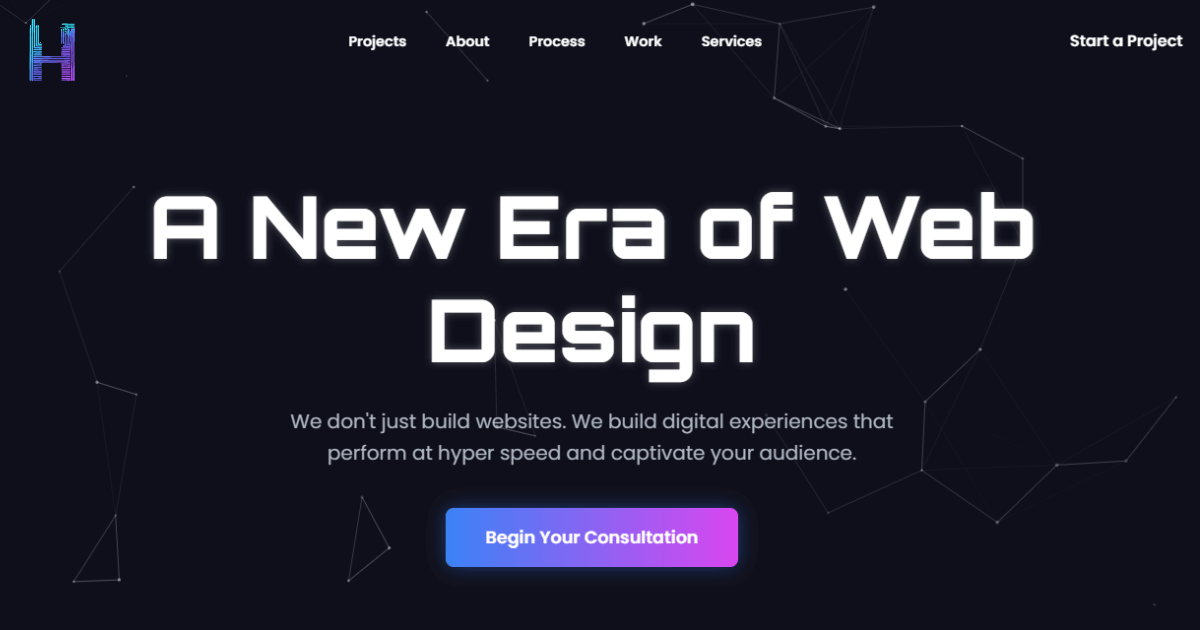 H
Projects About Process Work Services Start a Project
A New Era of Web
Design
We don't just build websites. We build digital experiences that
perform at hyper speed and captivate your audience.
Begin Your Consultation